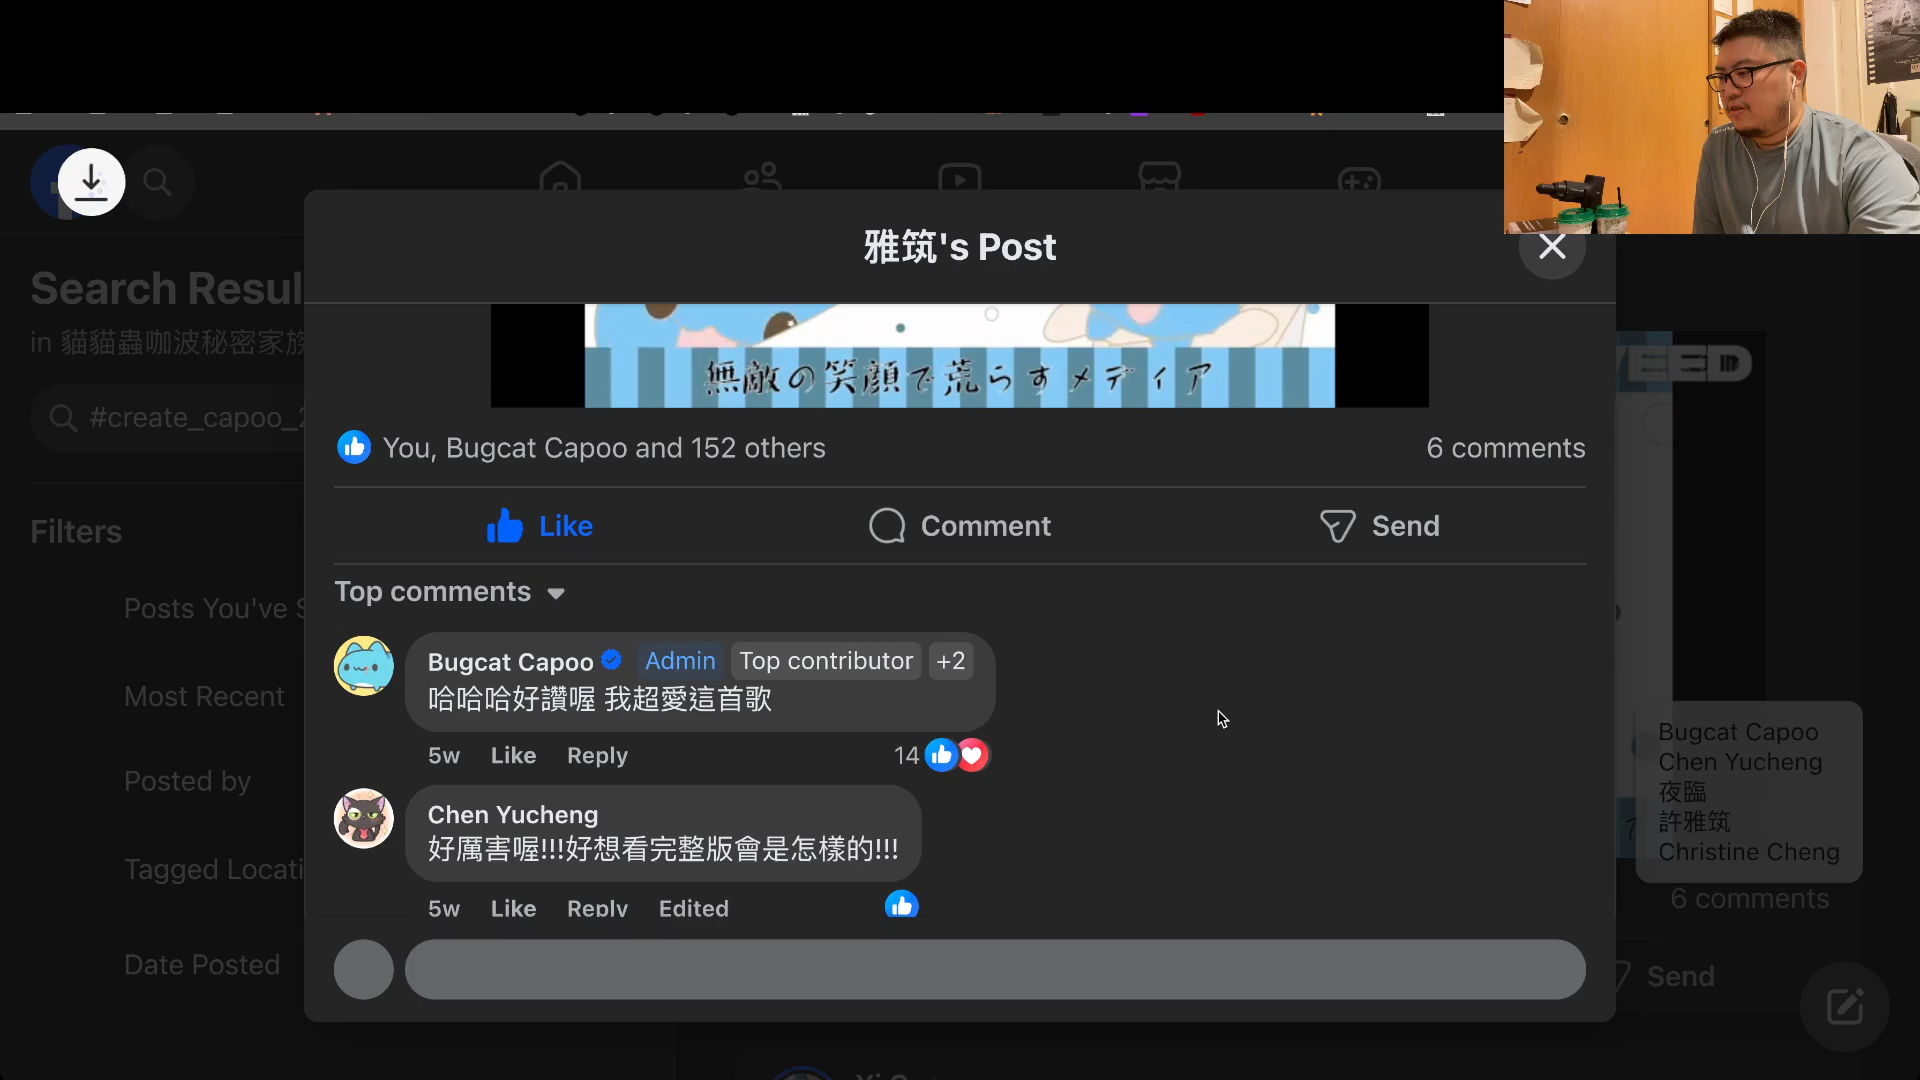 雅筑's Post
Search Resul
in 貓貓蟲咖波秘密家族
#create_capoo_2
Filters
Posts You've S
Most Recent
Posted by
Tagged Locati
Date Posted
無敵の笑顔で荒らすメディア
You, Bugcat Capoo and 152 others
6 comments
Like
Comment
Send
Top comments
Bugcat Capoo Admin Top contributor +2
哈哈哈好讚喔 我超愛這首歌
5w Like Reply 14
Chen Yucheng
好厲害喔!!!好想看完整版會是怎樣的!!!
5w Like Reply Edited
Bugcat Capoo
Chen Yucheng
夜臨
許雅筑
Christine Cheng
6 comments
Send